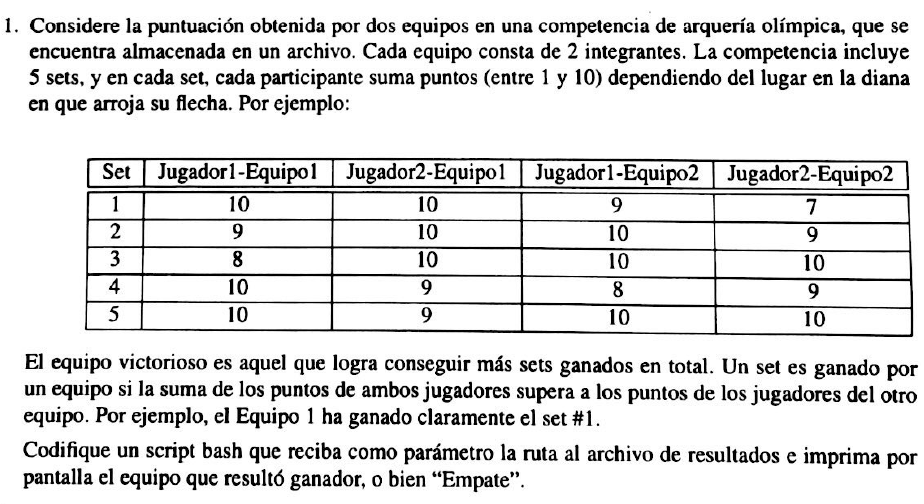 1. Considere la puntuación obtenida por dos equipos en una competencia de arquería olímpica, que se
encuentra almacenada en un archivo. Cada equipo consta de 2 integrantes. La competencia incluye
5 sets, y en cada set, cada participante suma puntos (entre 1 y 10) dependiendo del lugar en la diana
en que arroja su flecha. Por ejemplo:
Set Jugador1-Equipo1 Jugador2-Equipo1 Jugador1-Equipo2 Jugador2-Equipo2
1 10 10 9 7
2 9 10 10 9
3 8 10 10 10
4 10 9 8 9
5 10 9 10 10
El equipo victorioso es aquel que logra conseguir más sets ganados en total. Un set es ganado por
un equipo si la suma de los puntos de ambos jugadores supera a los puntos de los jugadores del otro
equipo. Por ejemplo, el Equipo 1 ha ganado claramente el set #1.
Codifique un script bash que reciba como parámetro la ruta al archivo de resultados e imprima por
pantalla el equipo que resultó ganador, o bien “Empate”.